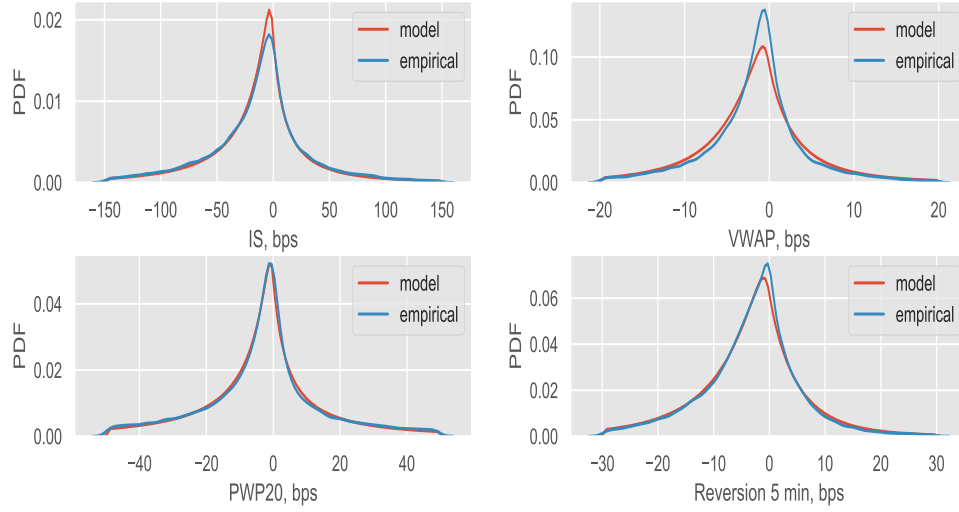 0.02
0.01
0.00
PDF
model
empirical
−150 −100 −50 0 50 100 150
IS, bps
0.10
0.05
0.00
PDF
model
empirical
−20 −10 0 10 20
VWAP, bps
0.04
0.02
0.00
PDF
model
empirical
−40 −20 0 20 40
PWP20, bps
0.06
0.04
0.02
0.00
PDF
model
empirical
−30 −20 −10 0 10 20 30
Reversion 5 min, bps